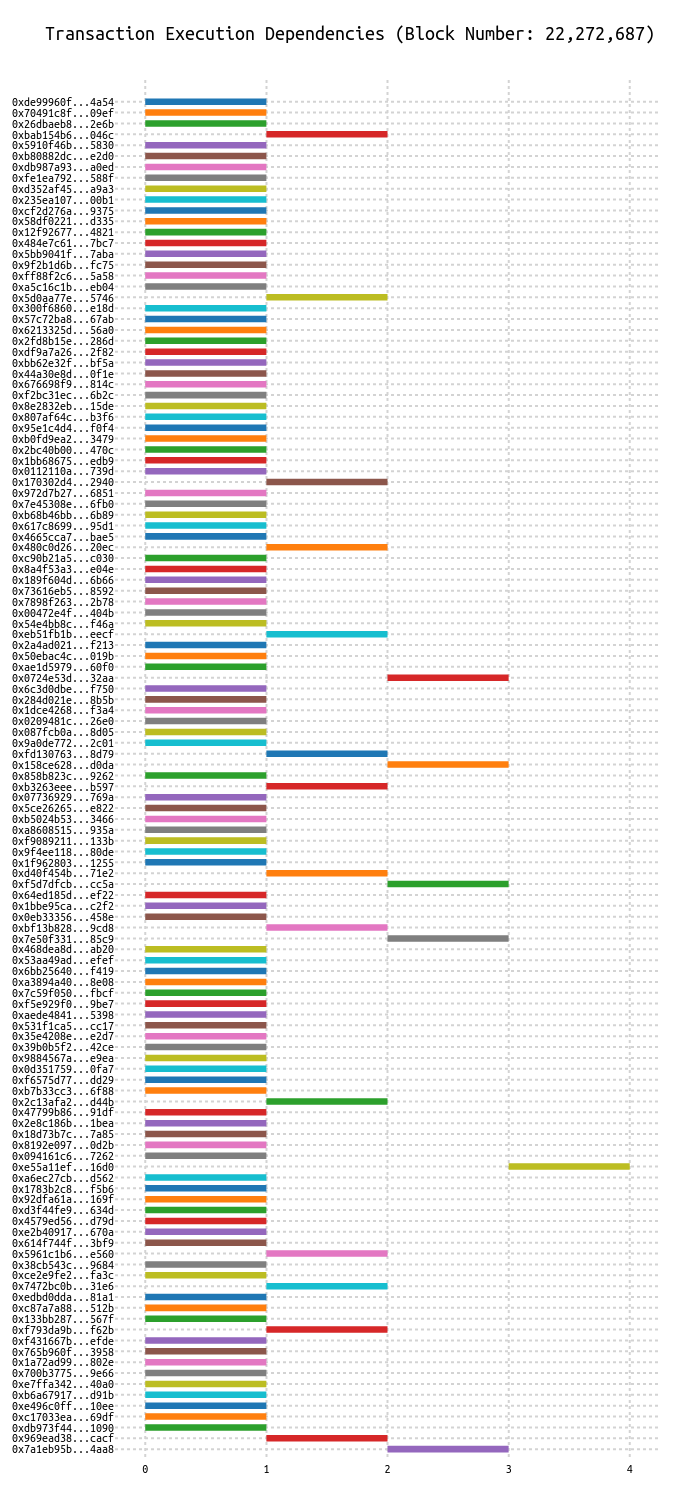 Transaction Execution Dependencies (Block Number: 22,272,687)
0xde99960f...4a54
0x70491c8f...09ef
0x26dbaeb8...2e6b
0xbab154b6...046c
0x5910f46b...5830
0xb80882dc...e2d0
0xdb987a93...a0ed
0xfe1ea792...588f
0xd352af45...a9a3
0x235ea107...00b1
0xcf2d276a...9375
0x58df0221...d335
0x12f92677...4821
0x484e7c61...7bc7
0x5bb9041f...7aba
0x9f2b1d6b...fc75
0xff88f2c6...5a58
0xa5c16c1b...eb04
0x5d0aa77e...5746
0x300f6860...e18d
0x57c72ba8...67ab
0x6213325d...56a0
0x2fd8b15e...286d
0xdf9a7a26...2f82
0xbb62e32f...bf5a
0x44a30e8d...0f1e
0x676698f9...814c
0xf2bc31ec...6b2c
0x8e2832eb...15de
0x807af64c...b3f6
0x95e1c4d4...f0f4
0xb0fd9ea2...3479
0x2bc40b00...470c
0x1bb68675...edb9
0x0112110a...739d
0x170302d4...2940
0x972d7b27...6851
0x7e45308e...6fb0
0xb68b46bb...6b89
0x617c8699...95d1
0x4665cca7...bae5
0x480c0d26...20ec
0xc90b21a5...c030
0x8a4f53a3...e04e
0x189f604d...6b66
0x73616eb5...8592
0x7898f263...2b78
0x00472e4f...404b
0x54e4bb8c...f46a
0xeb51fb1b...eecf
0x2a4ad021...f213
0x50ebac4c...019b
0xae1d5979...60f0
0x0724e53d...32aa
0x6c3d0dbe...f750
0x284d021e...8b5b
0x1dce4268...f3a4
0x0209481c...26e0
0x087fcb0a...8d05
0x9a0de772...2c01
0xfd130763...8d79
0x158ce628...d0da
0x858b823c...9262
0xb3263eee...b597
0x07736929...769a
0x5ce26265...e822
0xb5024b53...3466
0xa8608515...935a
0xf9089211...133b
0x9f4ee118...80de
0x1f962803...1255
0xd40f454b...71e2
0xf5d7dfcb...cc5a
0x64ed185d...ef22
0x1bbe95ca...c2f2
0x0eb33356...458e
0xbf13b828...9cd8
0x7e50f331...85c9
0x468dea8d...ab20
0x53aa49ad...efef
0x6bb25640...f419
0xa3894a40...8e08
0x7c59f050...fbcf
0xf5e929f0...9be7
0xaede4841...5398
0x531f1ca5...cc17
0x35e4208e...e2d7
0x39b0b5f2...42ce
0x9884567a...e9ea
0x0d351759...0fa7
0xf6575d77...dd29
0xb7b33cc3...6f88
0x2c13afa2...d44b
0x47799b86...91df
0x2e8c186b...1bea
0x18d73b7c...7a85
0x8192e097...0d2b
0x094161c6...7262
0xe55a11ef...16d0
0xa6ec27cb...d562
0x1783b2c8...f5b6
0x92dfa61a...169f
0xd3f44fe9...634d
0x4579ed56...d79d
0xe2b40917...670a
0x614f744f...3bf9
0x5961c1b6...e560
0x38cb543c...9684
0xce2e9fe2...fa3c
0x7472bc0b...31e6
0xedbd0dda...81a1
0xc87a7a88...512b
0x133bb287...567f
0xf793da9b...f62b
0xf431667b...efde
0x765b960f...3958
0x1a72ad99...802e
0x700b3775...9e66
0xe7ffa342...40a0
0xb6a67917...d91b
0xe496c0ff...10ee
0xc17033ea...69df
0xdb973f44...1090
0x969ead38...cacf
0x7a1eb95b...4aa8
0 1 2 3 4